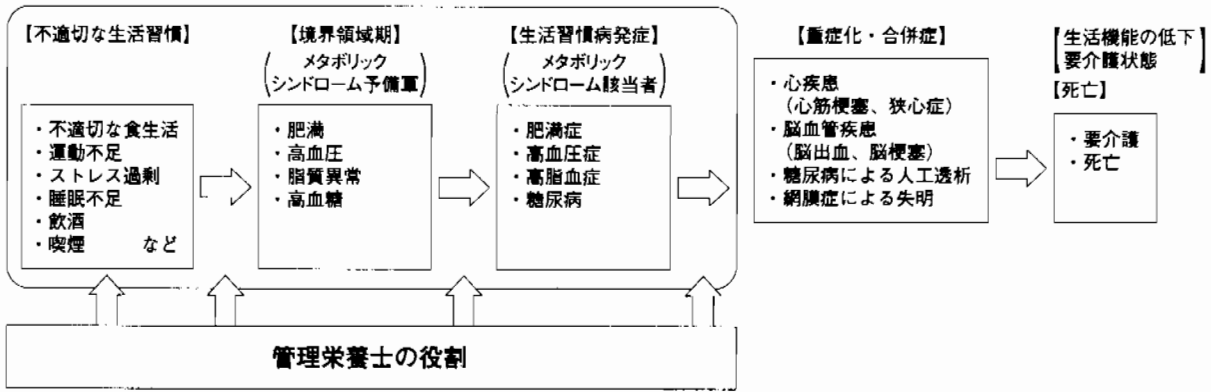 【不適切な生活習慣】
・不適切な食生活
・運動不足
・ストレス過剰
・睡眠不足
・飲酒
・喫煙　　　など
【境界領域期】
(メタボリック
シンドローム予備軍)
・肥満
・高血圧
・脂質異常
・高血糖
【生活習慣病発症】
(メタボリック
シンドローム該当者)
・肥満症
・高血圧症
・高脂血症
・糖尿病
【重症化・合併症】
・心疾患
（心筋梗塞、狭心症）
・脳血管疾患
（脳出血、脳梗塞）
・糖尿病による人工透析
・網膜症による失明
【生活機能の低下
要介護状態】
【死亡】
・要介護
・死亡
管理栄養士の役割